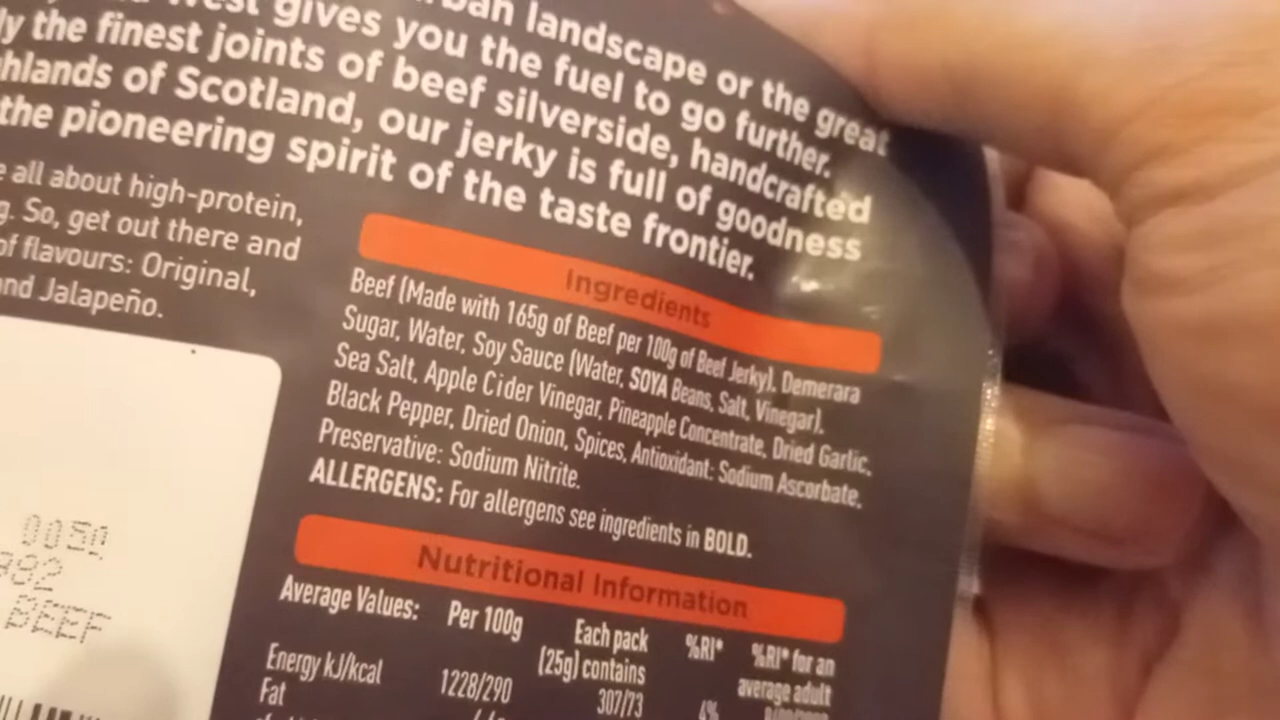 landscape or the great
gives you the fuel to go further.
the finest joints of beef silverside, handcrafted
of Scotland, our jerky is full of goodness
the pioneering spirit of the taste frontier.
all about high-protein,
So, get out there and
of flavours: Original,
Jalapeño.
Ingredients
Beef (Made with 165g of Beef per 100g of Beef Jerky), Demerara
Sugar, Water, Soy Sauce (Water, SOYA Beans, Salt, Vinegar),
Sea Salt, Apple Cider Vinegar, Pineapple Concentrate, Dried Garlic,
Black Pepper, Dried Onion, Spices, Antioxidant: Sodium Ascorbate,
Preservative: Sodium Nitrite.
ALLERGENS: For allergens see ingredients in BOLD.
BEEF
Nutritional Information
Average Values: Per 100g Each pack (25g) contains %RI* %RI* for an average adult
Energy kJ/kcal 1228/290 307/73 4%
Fat